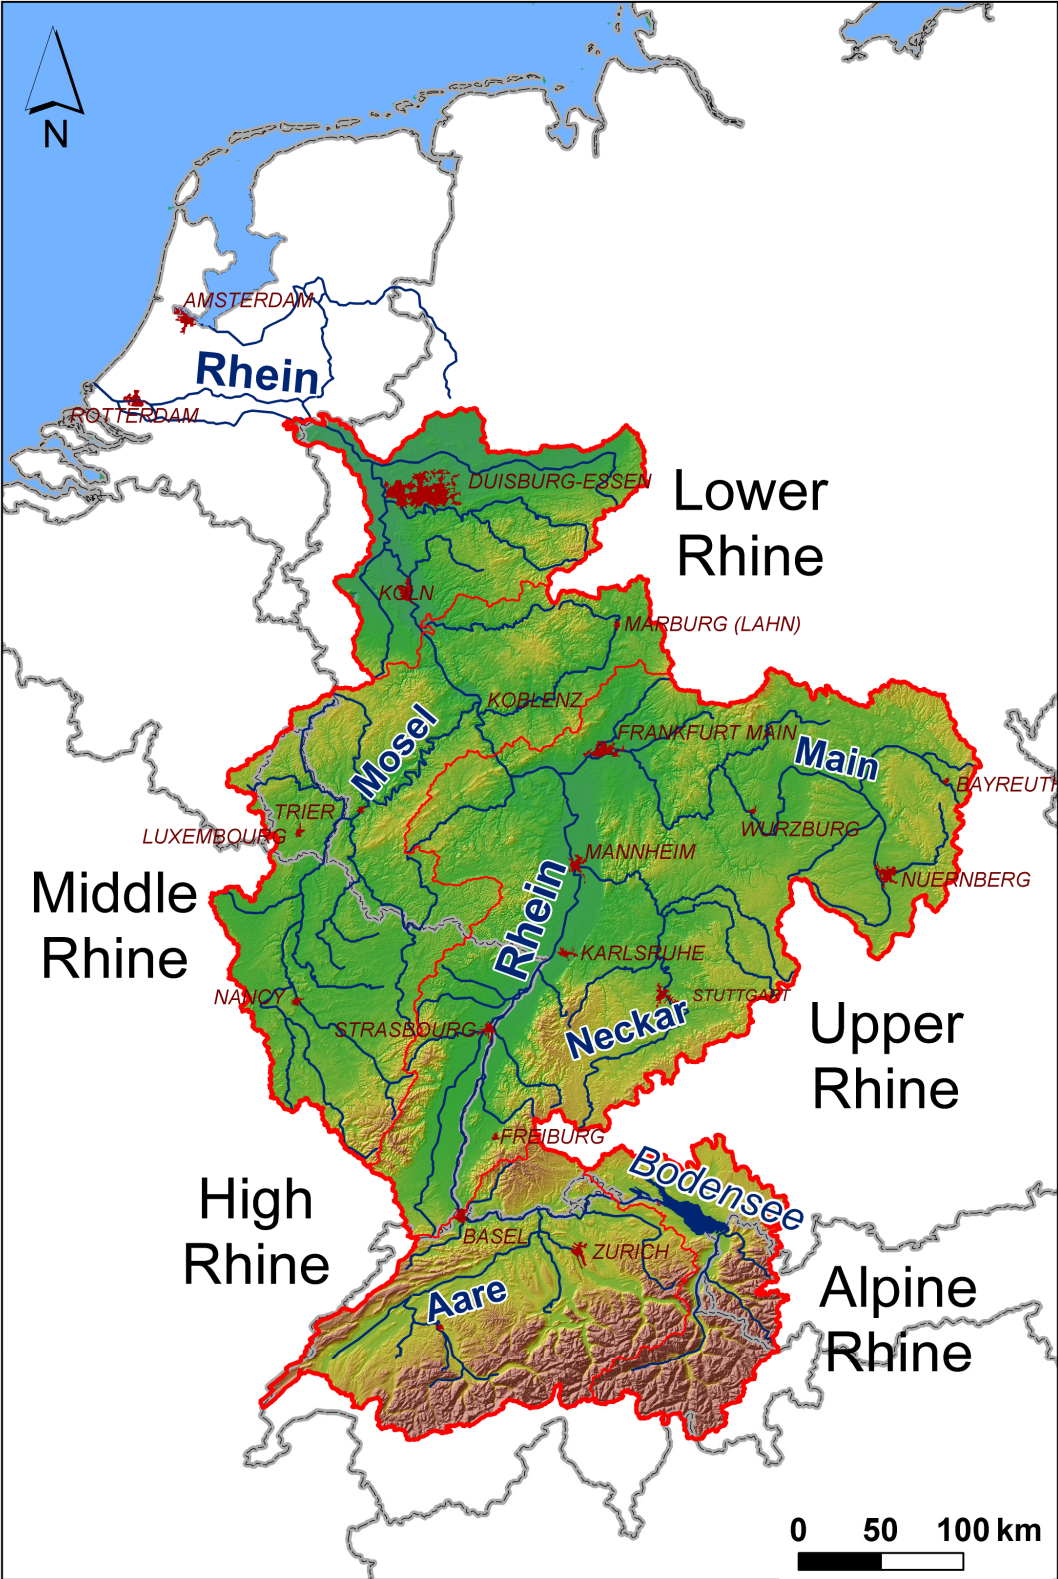 N
AMSTERDAM
Rhein
ROTTERDAM
DUISBURG-ESSEN
Lower
Rhine
KÖLN
MARBURG (LAHN)
KOBLENZ
Mosel
FRANKFURT MAIN
Main
BAYREUTH
TRIER
LUXEMBOURG
WURZBURG
MANNHEIM
NUERNBERG
Middle
Rhine
Rhein
KARLSRUHE
NANCY
STUTTGART
STRASBOURG
Neckar
Upper
Rhine
FREIBURG
Bodensee
High
Rhine
BASEL
ZURICH
Aare
Alpine
Rhine
0 50 100 km